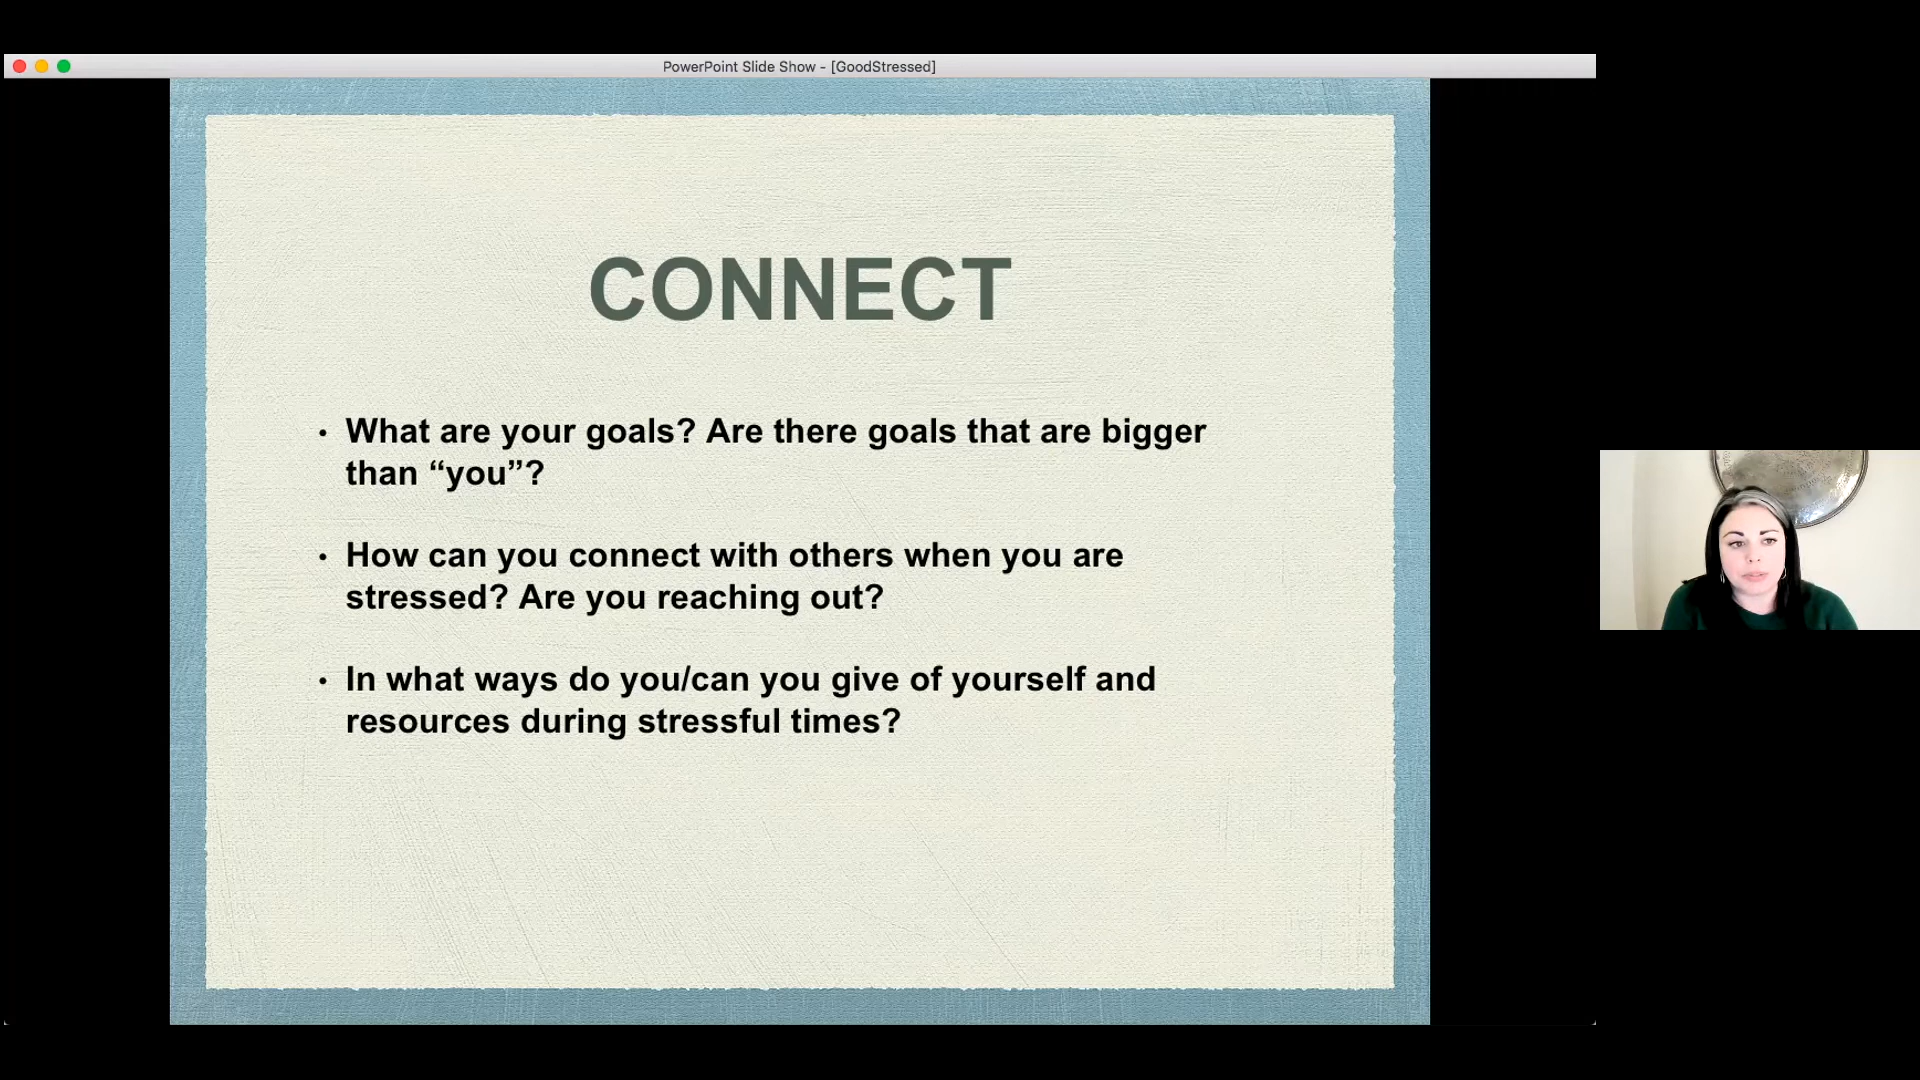 PowerPoint Slide Show - [GoodStressed]
CONNECT
• What are your goals? Are there goals that are bigger
than “you”?
• How can you connect with others when you are
stressed? Are you reaching out?
• In what ways do you/can you give of yourself and
resources during stressful times?